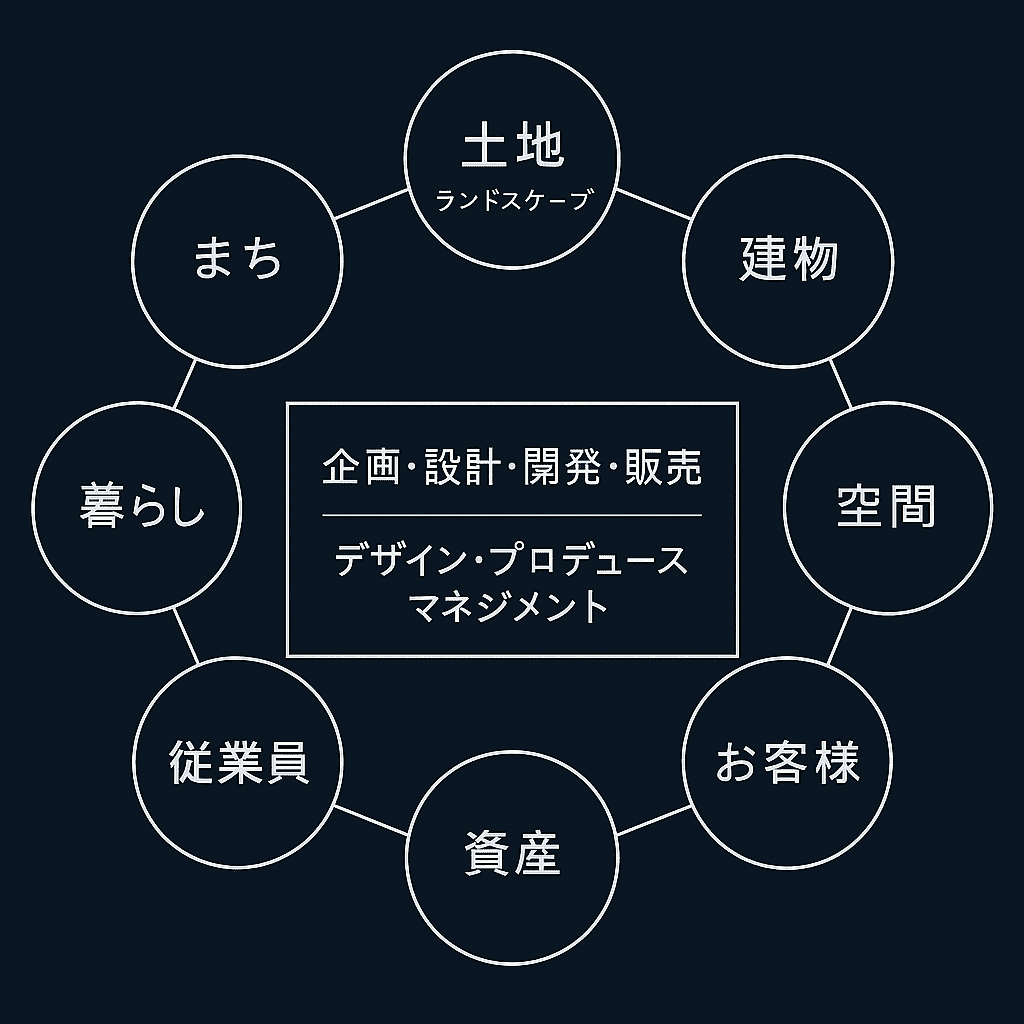 土地
ランドスケープ
まち
建物
暮らし
企画・設計・開発・販売
デザイン・プロデュース
マネジメント
空間
従業員
お客様
資産